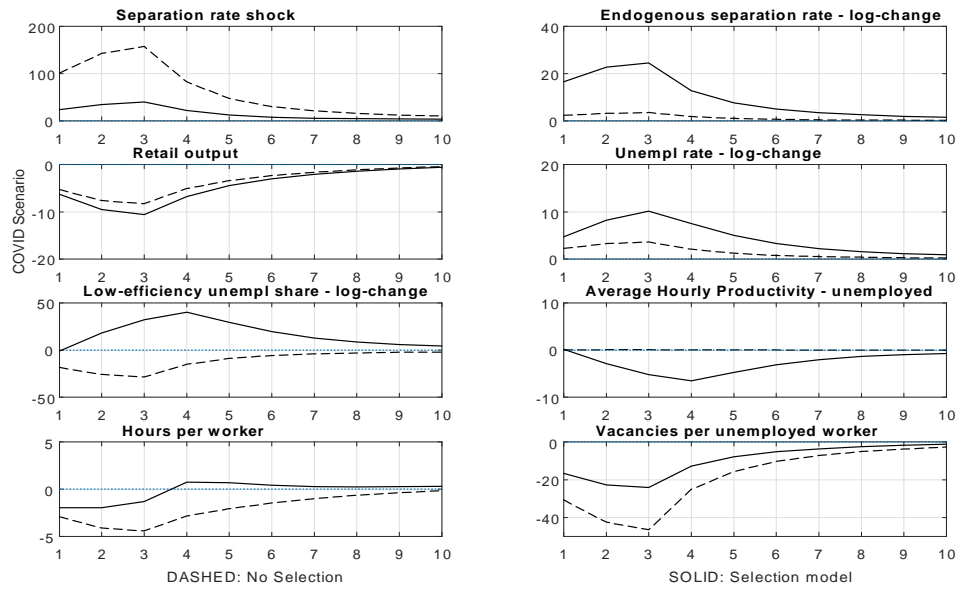 Separation rate shock
200
100
0
1 2 3 4 5 6 7 8 9 10
Endogenous separation rate - log-change
40
20
0
1 2 3 4 5 6 7 8 9 10
COVID Scenario
Retail output
0
-10
-20
1 2 3 4 5 6 7 8 9 10
Unempl rate - log-change
20
10
0
1 2 3 4 5 6 7 8 9 10
Low-efficiency unempl share - log-change
50
0
-50
1 2 3 4 5 6 7 8 9 10
Average Hourly Productivity - unemployed
10
0
-10
1 2 3 4 5 6 7 8 9 10
Hours per worker
5
0
-5
1 2 3 4 5 6 7 8 9 10
DASHED: No Selection
Vacancies per unemployed worker
0
-20
-40
1 2 3 4 5 6 7 8 9 10
SOLID: Selection model